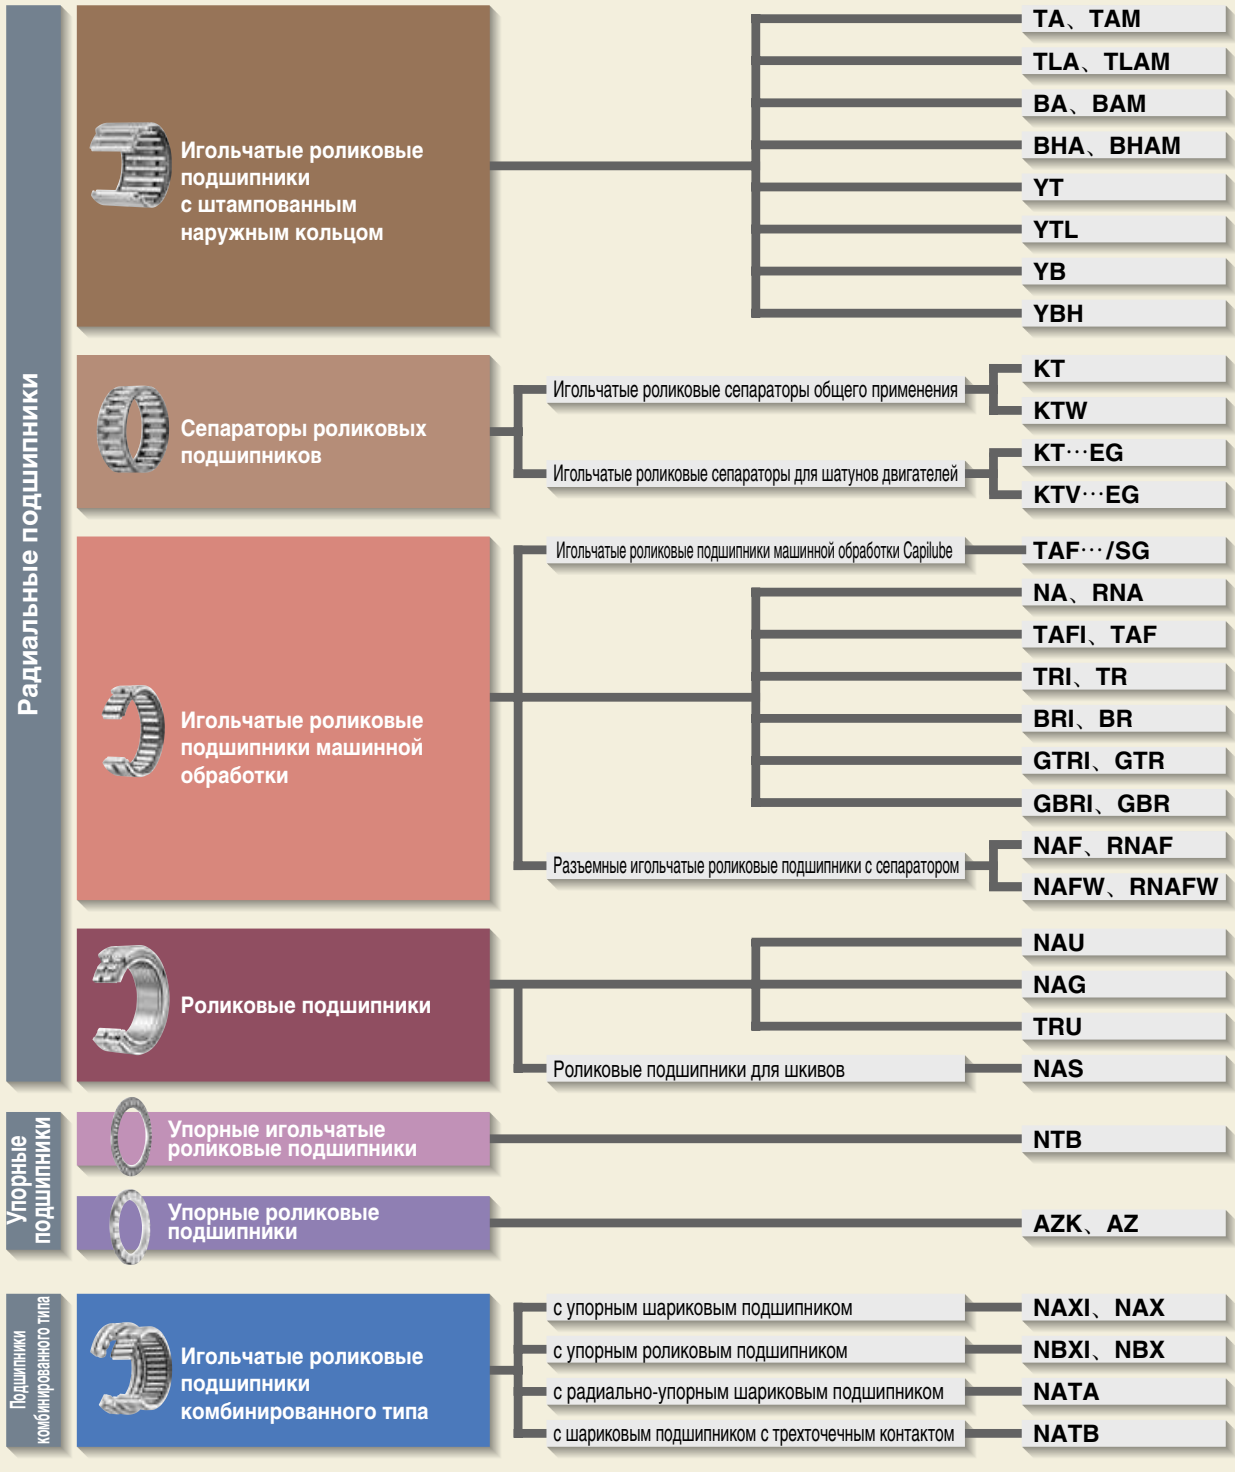 Радиальные подшипники
Игольчатые роликовые
подшипники
с штампованным
наружным кольцом
TA、TAM
TLA、TLAM
BA、BAM
BHA、BHAM
YT
YTL
YB
YBH
Сепараторы роликовых
подшипников
Игольчатые роликовые сепараторы общего применения
KT
KTW
Игольчатые роликовые сепараторы для шатунов двигателей
KT···EG
KTV···EG
Игольчатые роликовые
подшипники машинной
обработки
Игольчатые роликовые подшипники машинной обработки Capilube
TAF···/SG
NA、RNA
TAFI、TAF
TRI、TR
BRI、BR
GTRI、GTR
GBRI、GBR
Разъемные игольчатые роликовые подшипники с сепаратором
NAF、RNAF
NAFW、RNAFW
Роликовые подшипники
NAU
NAG
TRU
Роликовые подшипники для шкивов
NAS
Упорные
подшипники
Упорные игольчатые
роликовые подшипники
NTB
Упорные роликовые
подшипники
AZK、AZ
Подшипники
комбинированного типа
Игольчатые роликовые
подшипники
комбинированного типа
с упорным шариковым подшипником
NAXI、NAX
с упорным роликовым подшипником
NBXI、NBX
с радиально-упорным шариковым подшипником
NATA
с шариковым подшипником с трехточечным контактом
NATB